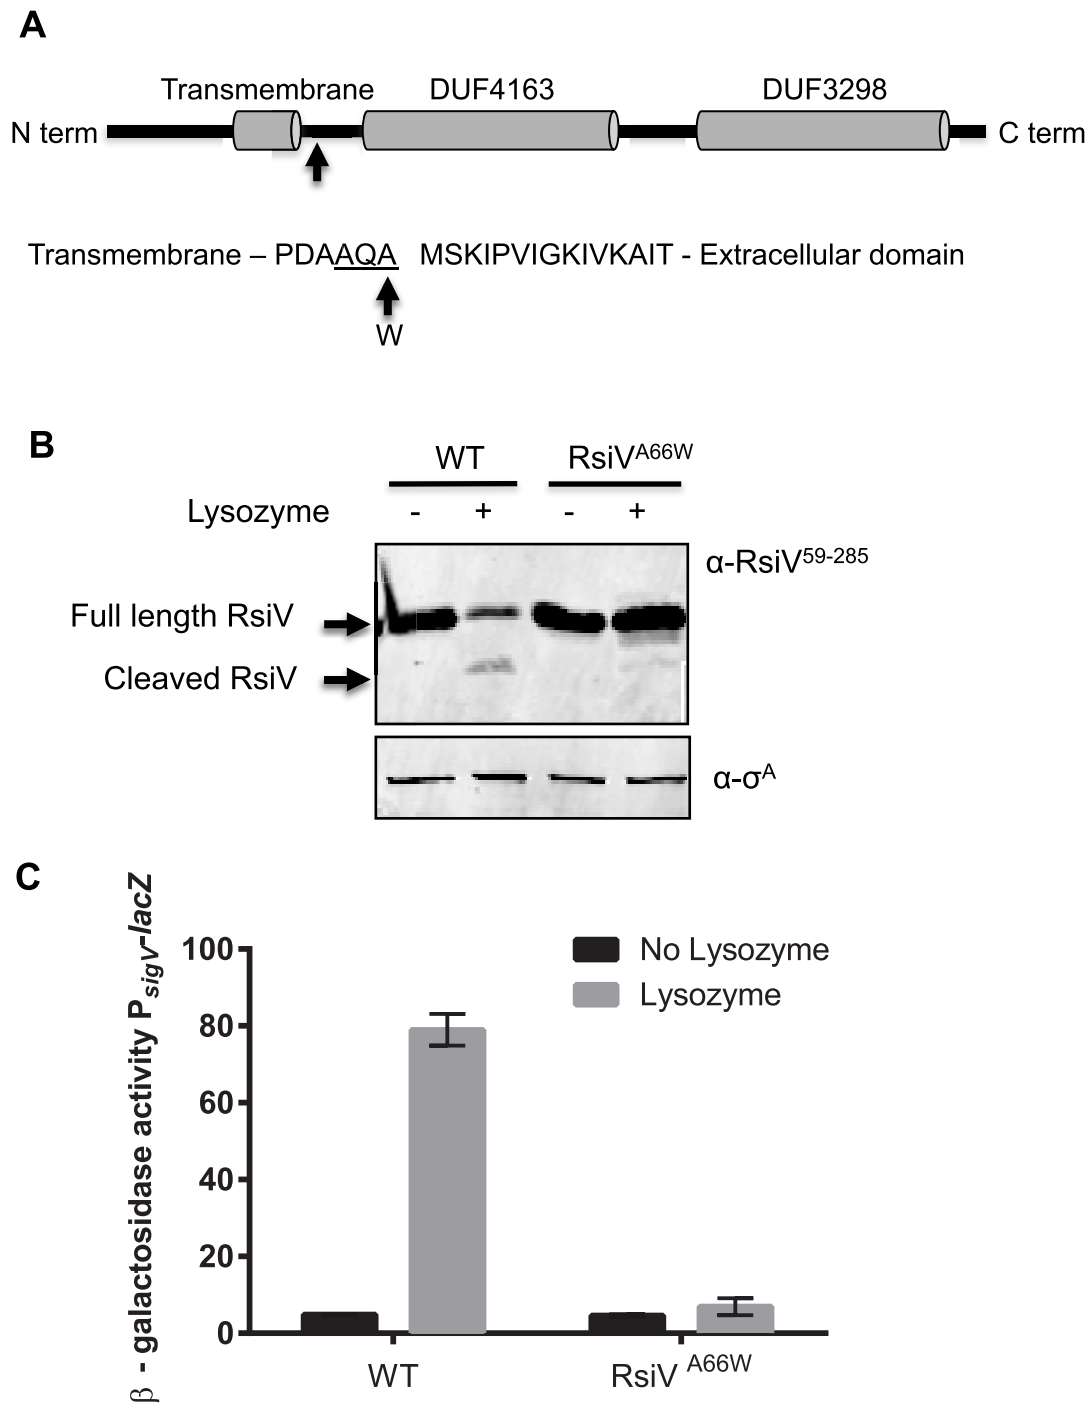 A
Transmembrane DUF4163 DUF3298
N term C term
Transmembrane – PDAAQA MSKIPVIGKIVKAIT - Extracellular domain
W
B
WT RsiV^A66W
Lysozyme - + - +
α-RsiV^59-285
Full length RsiV
Cleaved RsiV
α-σ^A
C
β - galactosidase activity P_sigV-lacZ
100
80
60
40
20
0
No Lysozyme
Lysozyme
WT RsiV ^A66W